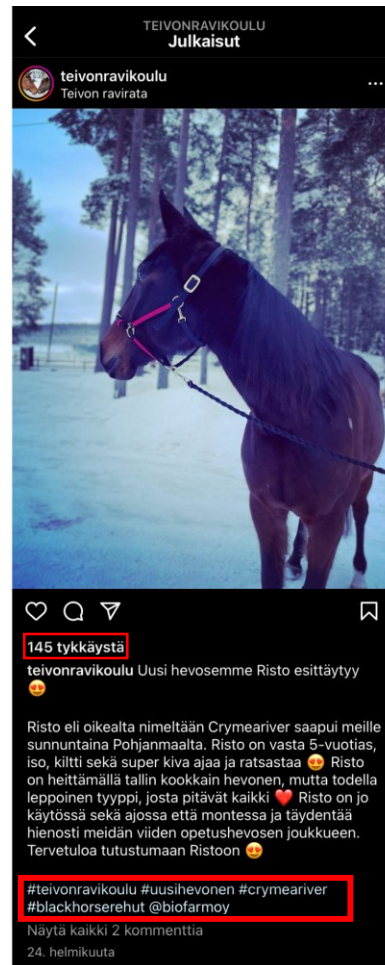 TEIVONRAVIKOULU
Julkaisut
teivonravikoulu
Teivon ravirata
145 tykkäystä
teivonravikoulu Uusi hevosemme Risto esittäytyy
😍
Risto eli oikealta nimeltään Crymeariver saapui meille
sunnuntaina Pohjanmaalta. Risto on vasta 5-vuotias,
iso, kiltti sekä super kiva ajaa ja ratsastaa 😍 Risto
on heittämällä tallin kookkain hevonen, mutta todella
leppoinen tyyppi, josta pitävät kaikki ❤️ Risto on jo
käytössä sekä ajossa että montessa ja täydentää
hienosti meidän viiden opetushevosen joukkueen.
Tervetuloa tutustumaan Ristoon 😍
#teivonravikoulu #uusihevonen #crymeariver
#blackhorserehut @biofarmoy
Näytä kaikki 2 kommenttia
24. helmikuuta